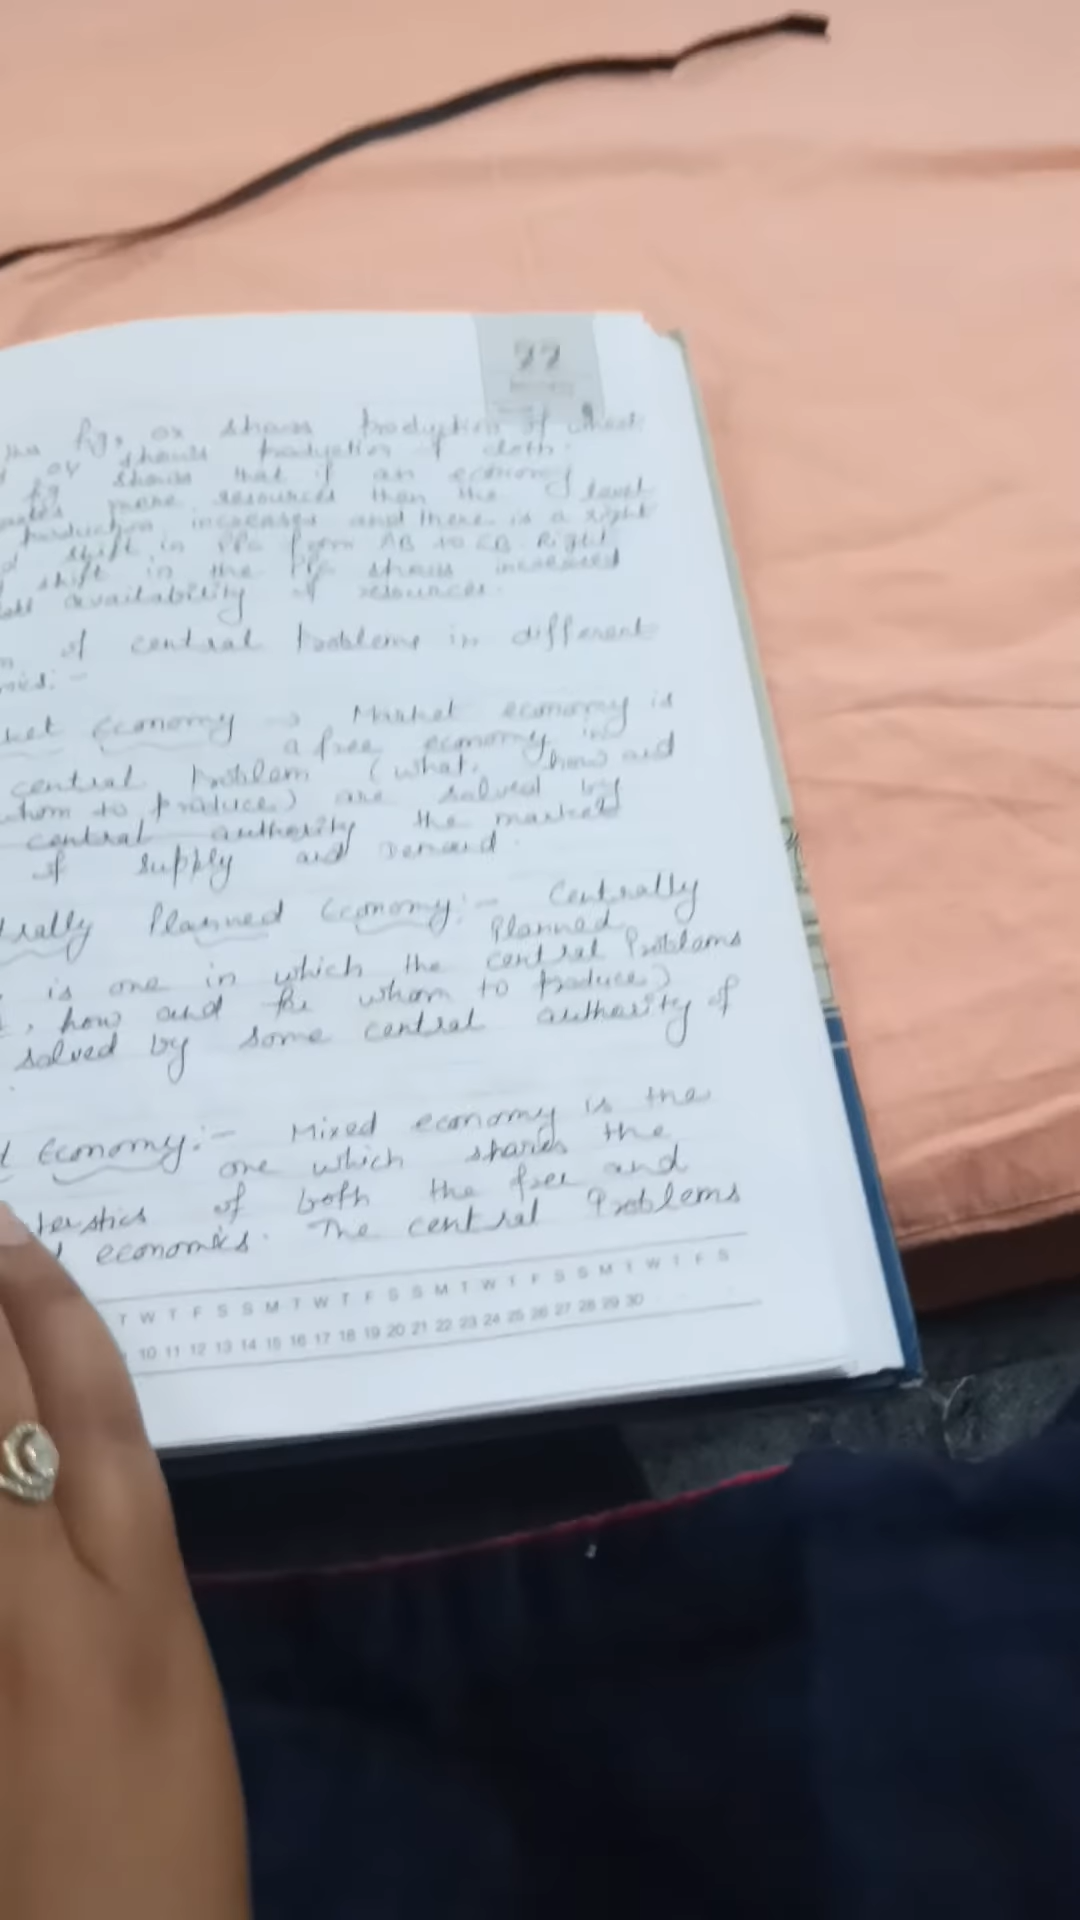 fig, ox shows production of wheat
oy shows production of cloth.
fig shows that if an economy
more resources than the level
production increases and there is a right
shift in PPC from AB to CB. Right
shift in the PPC shows increased
availability of resources.
of central Problems in different
Economy → Market economy is
a free economy in
central Problem (what, how and
whom to produce) are solved by
central authority the market
of supply and Demand.
Planned Economy:- Centrally
Planned
is one in which the central Problems
, how and for whom to produce)
solved by some central authority of
Economy:- Mixed economy is the
one which shares the
of both the free and
economics. The central Problems
T W T F S S M T W T F S S M T W T F S S M T W T F S
10 11 12 13 14 15 16 17 18 19 20 21 22 23 24 25 26 27 28 29 30